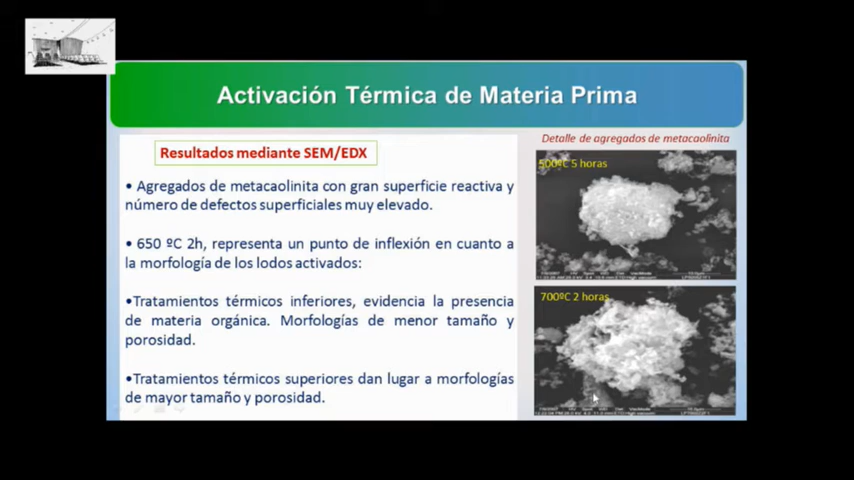 Activación Térmica de Materia Prima
Resultados mediante SEM/EDX
• Agregados de metacaolinita con gran superficie reactiva y
número de defectos superficiales muy elevado.
• 650 ºC 2h, representa un punto de inflexión en cuanto a
la morfología de los lodos activados:
•Tratamientos térmicos inferiores, evidencia la presencia
de materia orgánica. Morfologías de menor tamaño y
porosidad.
•Tratamientos térmicos superiores dan lugar a morfologías
de mayor tamaño y porosidad.
Detalle de agregados de metacaolinita
500ºC 5 horas
700ºC 2 horas